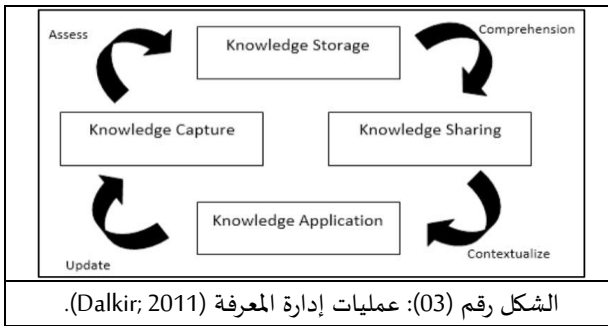 Assess
Knowledge Storage
Comprehension
Knowledge Capture
Knowledge Sharing
Knowledge Application
Update
Contextualize
الشكل رقم (03): عمليات إدارة المعرفة (Dalkir; 2011).